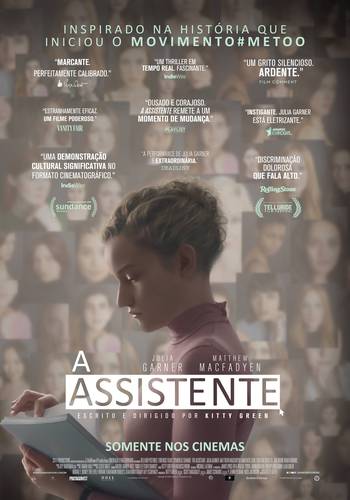 INSPIRADO NA HISTÓRIA QUE
INICIOU O MOVIMENTO#METOO
“MARCANTE.
PERFEITAMENTE CALIBRADO.”
“UM THRILLER EM
TEMPO REAL. FASCINANTE.”
IndieWire
“UM GRITO SILENCIOSO.
ARDENTE.”
FILM COMMENT
“ESTRANHAMENTE EFICAZ.
UM FILME PODEROSO.”
VANITY FAIR
“OUSADO E CORAJOSO.
A ASSISTENTE REMETE A UM
MOMENTO DE MUDANÇA.”
PLAYLIST
“INSTIGANTE. JULIA GARNER
ESTÁ ELETRIZANTE.”
“UMA DEMONSTRAÇÃO
CULTURAL SIGNIFICATIVA NO
FORMATO CINEMATOGRÁFICO.”
IndieWire
“A PERFORMANCE DE JULIA GARNER
É EXTRAORDINÁRIA.
“DISCRIMINAÇÃO
DOLOROSA
QUE FALA ALTO.”
RollingStone
sundance
TELLURIDE
JULIA
GARNER
MATTHEW
MACFADYEN
A
ASSISTENTE
ESCRITO E DIRIGIDO POR KITTY GREEN
SOMENTE NOS CINEMAS